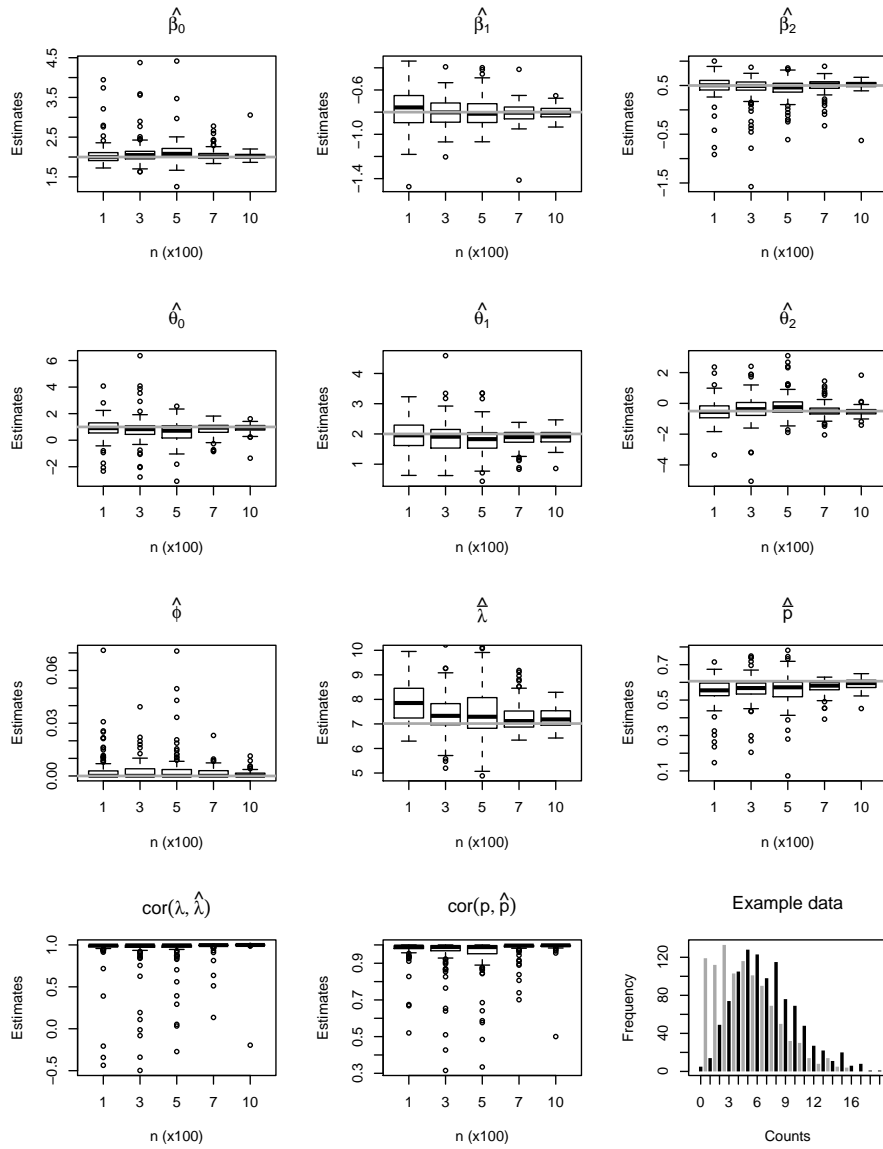 β̂₀
Estimates
1.5 2.5 3.5 4.5
1 3 5 7 10
n (x100)
β̂₁
Estimates
−1.4 −1.0 −0.6
1 3 5 7 10
n (x100)
β̂₂
Estimates
−1.5 −0.5 0.5
1 3 5 7 10
n (x100)
θ̂₀
Estimates
−2 0 2 4 6
1 3 5 7 10
n (x100)
θ̂₁
Estimates
1 2 3 4
1 3 5 7 10
n (x100)
θ̂₂
Estimates
−4 −2 0 2
1 3 5 7 10
n (x100)
ϕ̂
Estimates
0.00 0.03 0.06
1 3 5 7 10
n (x100)
λ̄̂
Estimates
5 6 7 8 9 10
1 3 5 7 10
n (x100)
p̄̂
Estimates
0.1 0.3 0.5 0.7
1 3 5 7 10
n (x100)
cor(λ, λ̂)
Estimates
−0.5 0.0 0.5 1.0
1 3 5 7 10
n (x100)
cor(p, p̂)
Estimates
0.3 0.5 0.7 0.9
1 3 5 7 10
n (x100)
Example data
Frequency
0 40 80 120
0 3 6 9 12 16
Counts